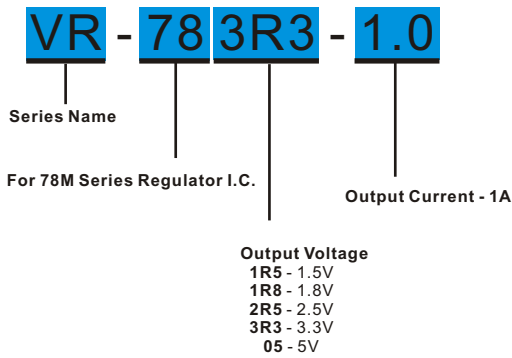 VR - 78 3R3 - 1.0
Series Name
For 78M Series Regulator I.C.
Output Current - 1A
Output Voltage
1R5 - 1.5V
1R8 - 1.8V
2R5 - 2.5V
3R3 - 3.3V
05 - 5V